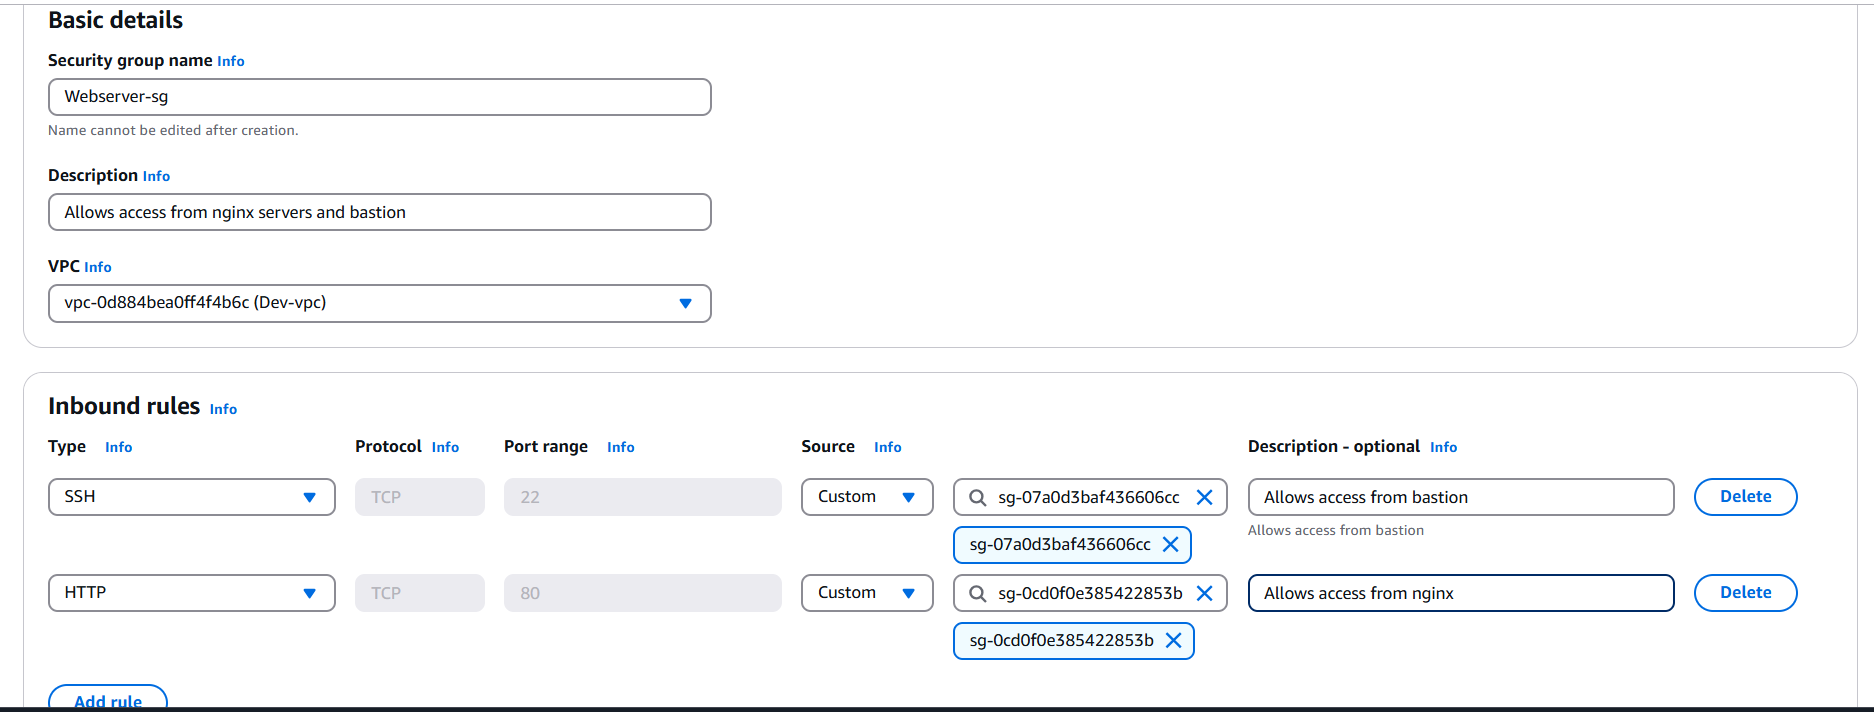 Basic details
Security group name Info
Webserver-sg
Name cannot be edited after creation.
Description Info
Allows access from nginx servers and bastion
VPC Info
vpc-0d884bea0ff4f4b6c (Dev-vpc)
Inbound rules Info
Type Info Protocol Info Port range Info Source Info Description - optional Info
SSH TCP 22 Custom sg-07a0d3baf436606cc Allows access from bastion Delete
sg-07a0d3baf436606cc Allows access from bastion
HTTP TCP 80 Custom sg-0cd0f0e385422853b Allows access from nginx Delete
sg-0cd0f0e385422853b
Add rule